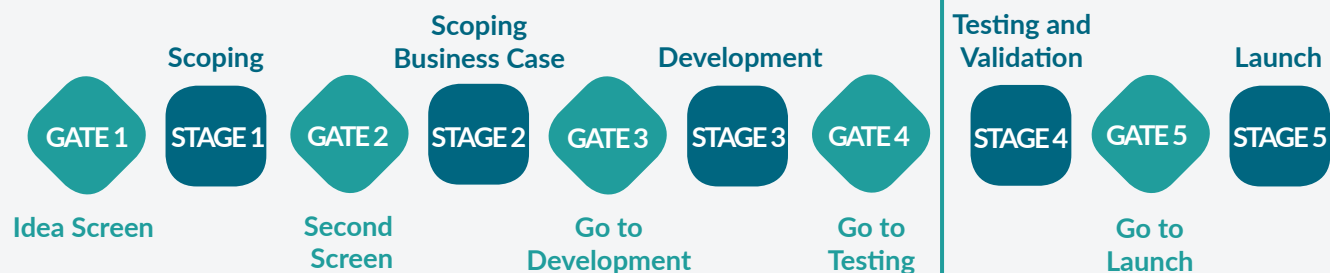 Scoping
Scoping
Business Case
Development
Testing and
Validation
Launch
GATE 1
STAGE 1
GATE 2
STAGE 2
GATE 3
STAGE 3
GATE 4
STAGE 4
GATE 5
STAGE 5
Idea Screen
Second
Screen
Go to
Development
Go to
Testing
Go to
Launch